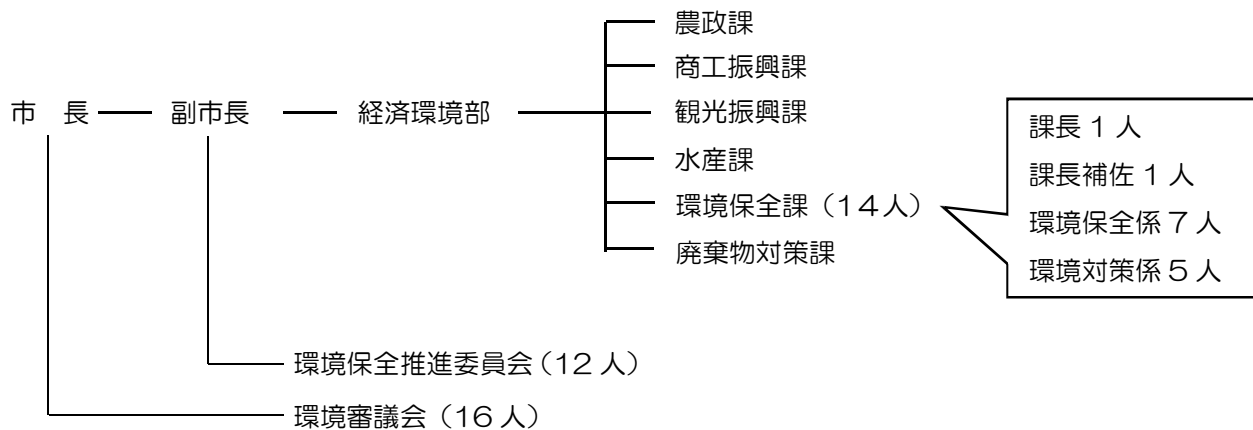 農政課
商工振興課
市　長
副市長
経済環境部
観光振興課
水産課
環境保全課（14人）
廃棄物対策課
課長 1 人
課長補佐 1 人
環境保全係 7 人
環境対策係 5 人
環境保全推進委員会（12 人）
環境審議会（16 人）